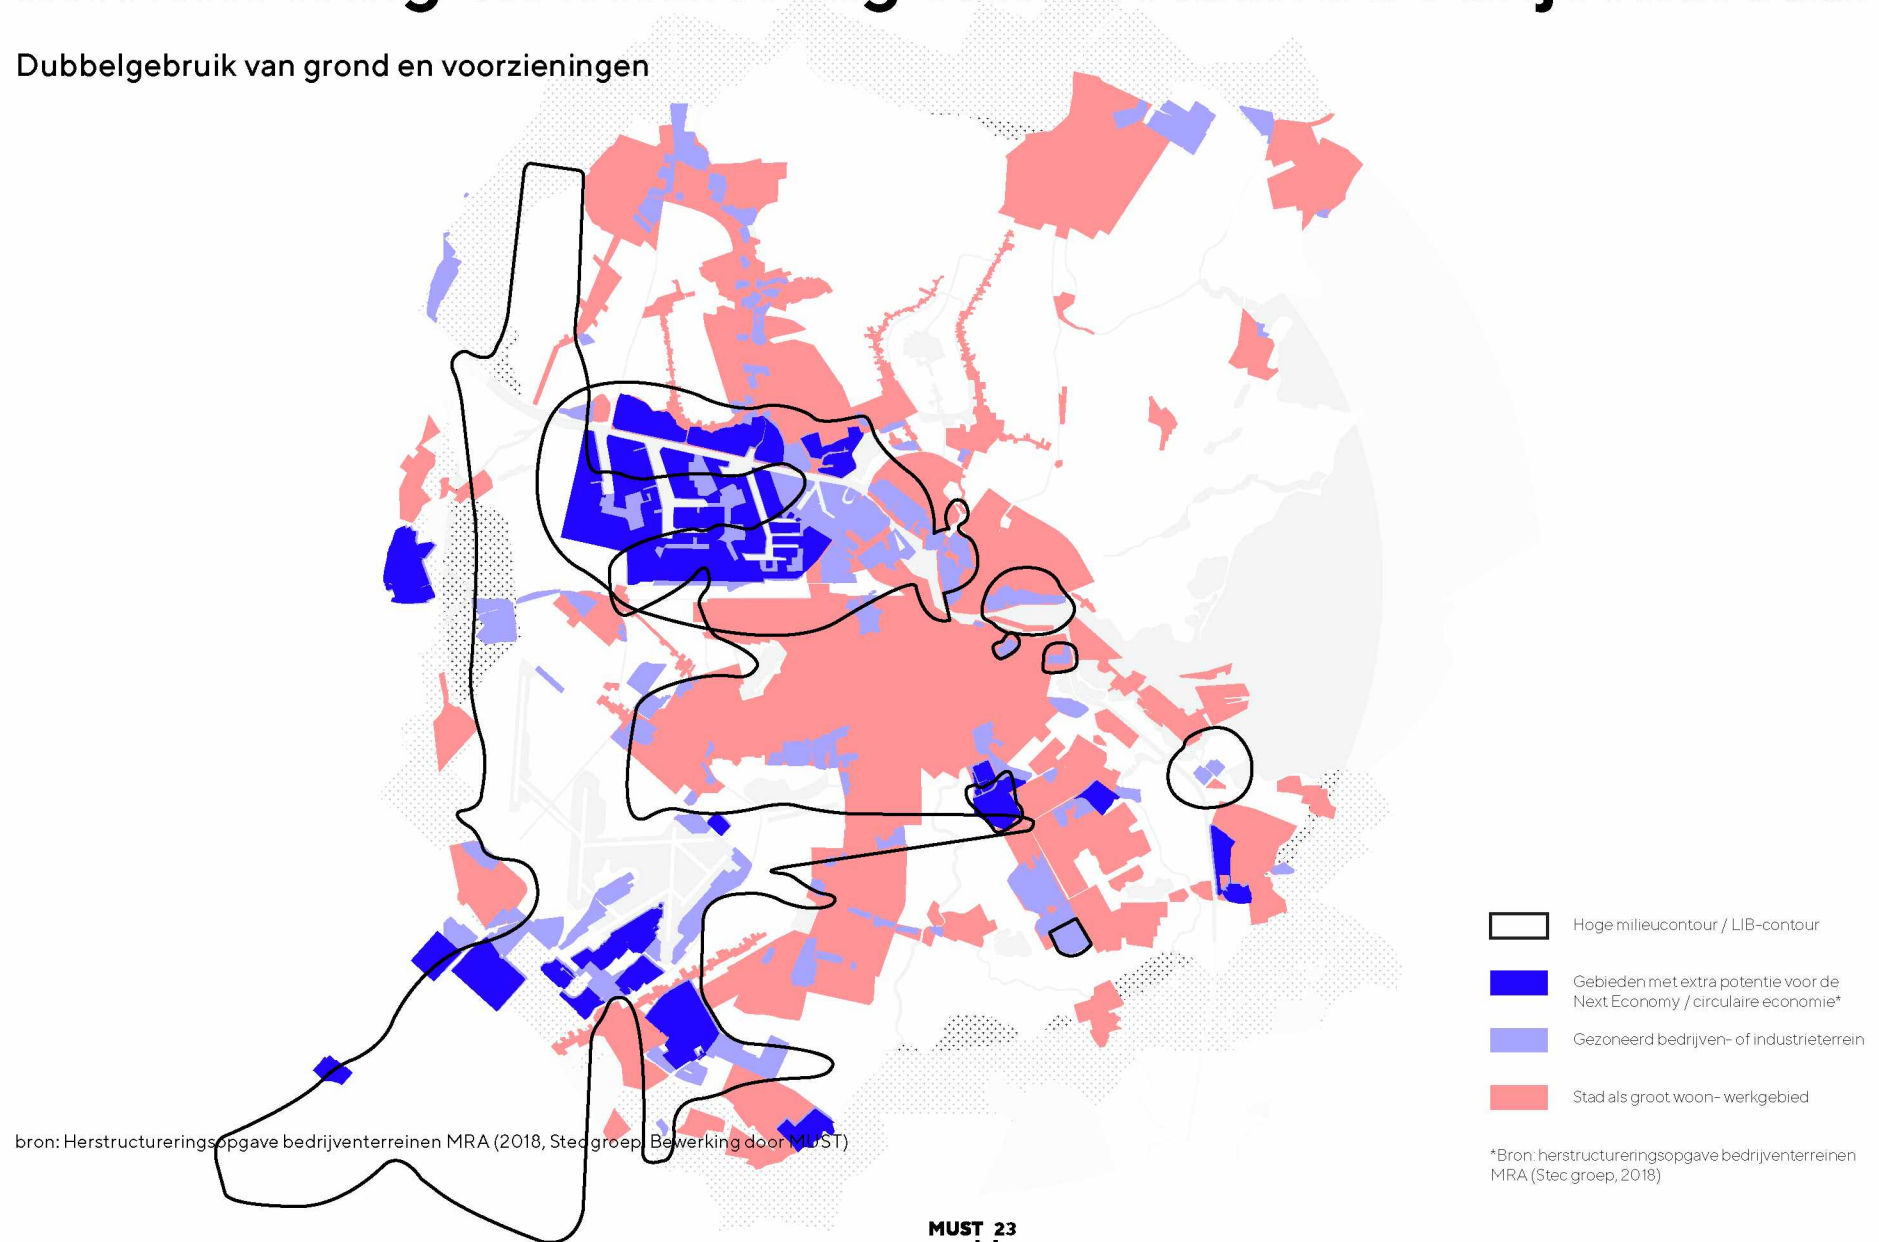 Dubbelgebruik van grond en voorzieningen
Hoge milieucontour / LIB-contour
Gebieden met extra potentie voor de
Next Economy / circulaire economie*
Gezoneerd bedrijven- of industrieterrein
Stad als groot woon- werkgebied
*Bron: herstructureringsopgave bedrijventerreinen
MRA (Stec groep, 2018)
bron: Herstructureringsopgave bedrijventerreinen MRA (2018, Stec groep, Bewerking door MUST)
MUST 23